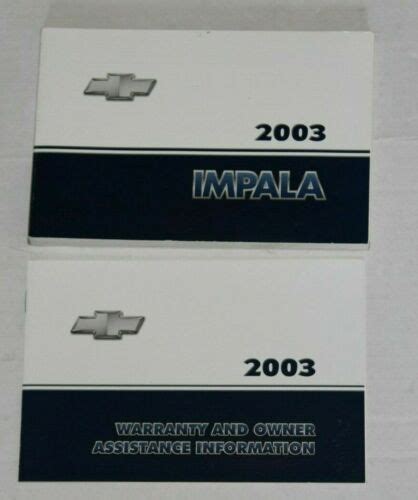 2003
IMPALA
2003
WARRANTY AND OWNER
ASSISTANCE INFORMATION